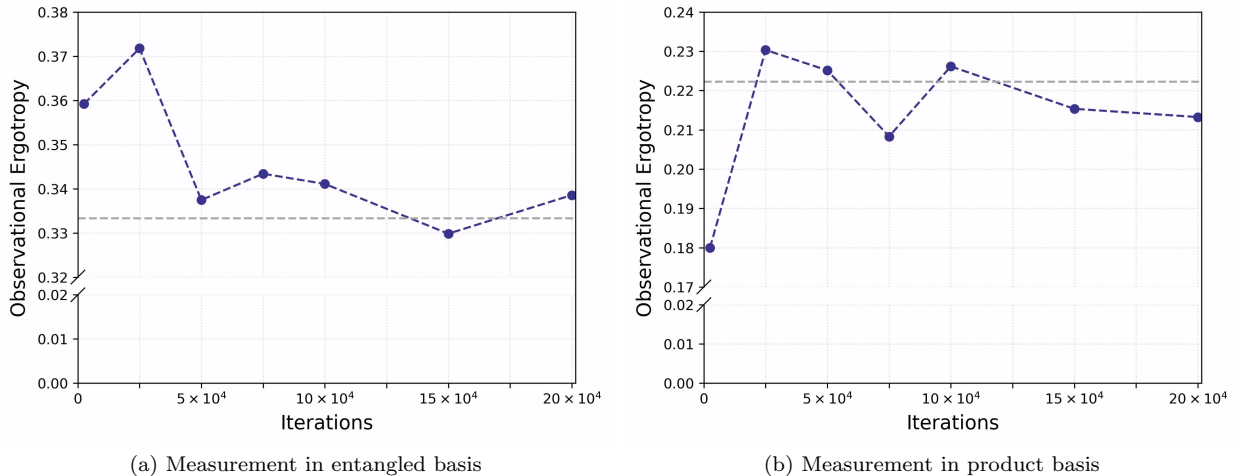 0.38
0.37
0.36
0.35
0.34
0.33
0.32
0.02
0.01
0.00
Observational Ergotropy
0
5 × 10⁴
10 × 10⁴
15 × 10⁴
20 × 10⁴
Iterations
(a) Measurement in entangled basis
0.24
0.23
0.22
0.21
0.20
0.19
0.18
0.17
0.02
0.01
0.00
Observational Ergotropy
0
5 × 10⁴
10 × 10⁴
15 × 10⁴
20 × 10⁴
Iterations
(b) Measurement in product basis